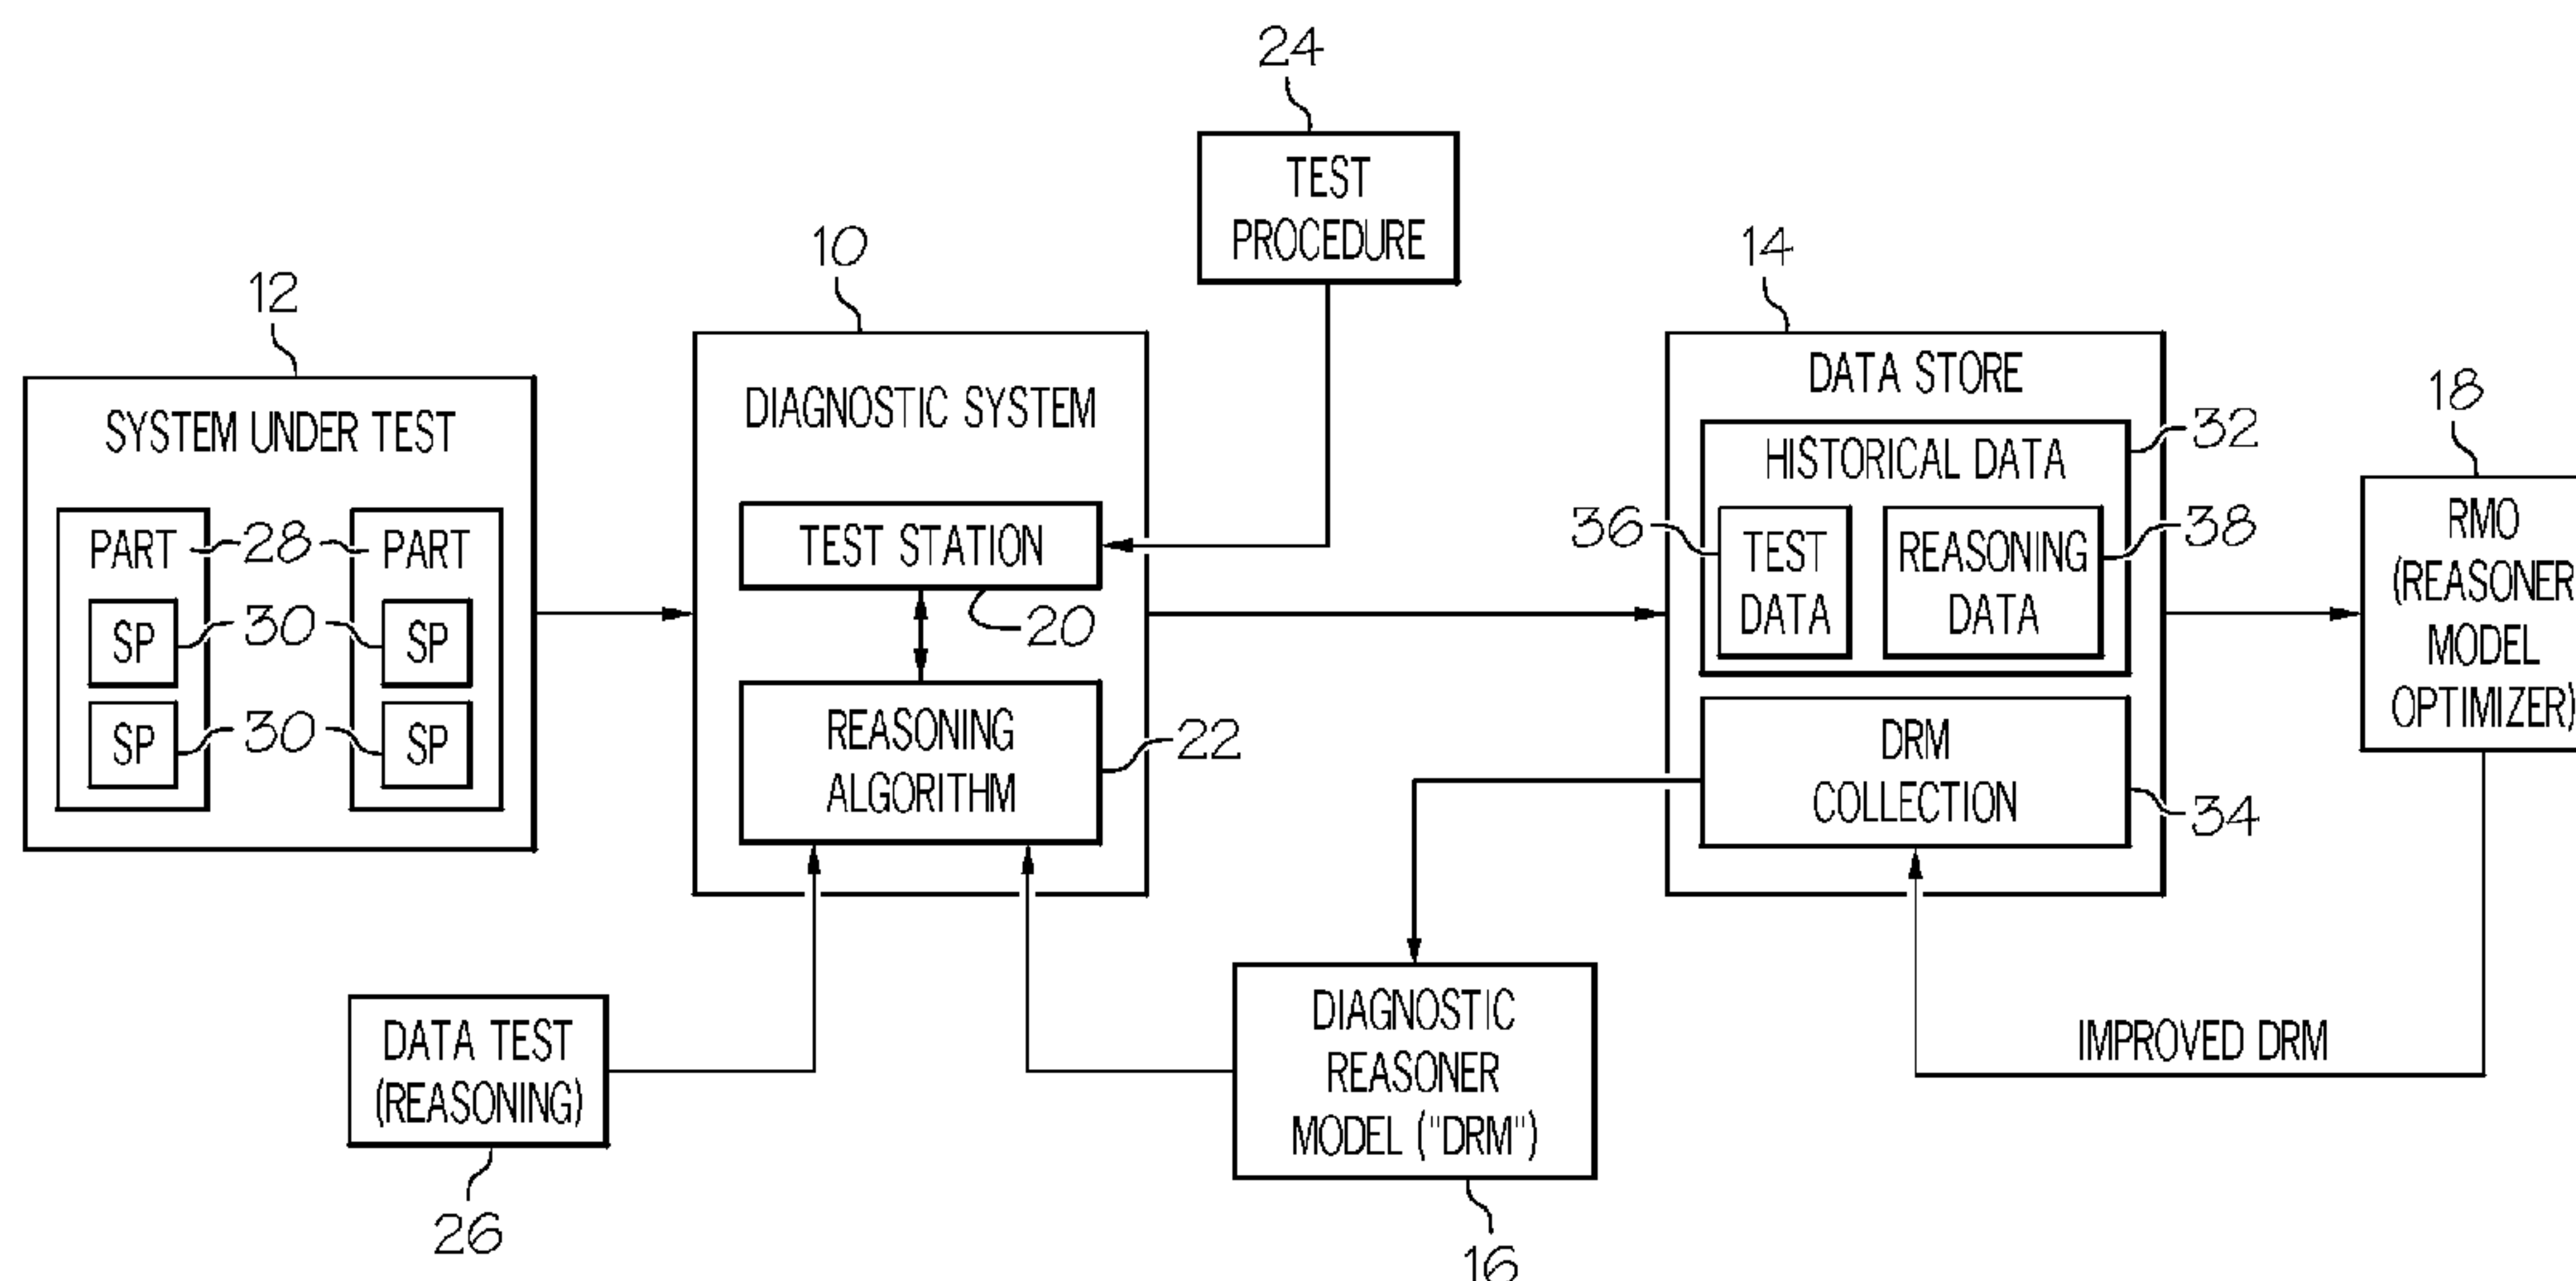 24
TEST
PROCEDURE
12
SYSTEM UNDER TEST
PART
28
PART
SP
30
SP
SP
30
SP
10
DIAGNOSTIC SYSTEM
TEST STATION
20
REASONING
ALGORITHM
22
14
DATA STORE
32
HISTORICAL DATA
36
TEST
DATA
REASONING
DATA
38
DRM
COLLECTION
34
18
RMO
(REASONER
MODEL
OPTIMIZER)
IMPROVED DRM
DATA TEST
(REASONING)
26
DIAGNOSTIC
REASONER
MODEL ("DRM")
16